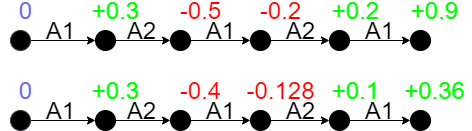 0 +0.3 -0.5 -0.2 +0.2 +0.9
A1 A2 A1 A2 A1
0 +0.3 -0.4 -0.128 +0.1 +0.36
A1 A2 A1 A2 A1